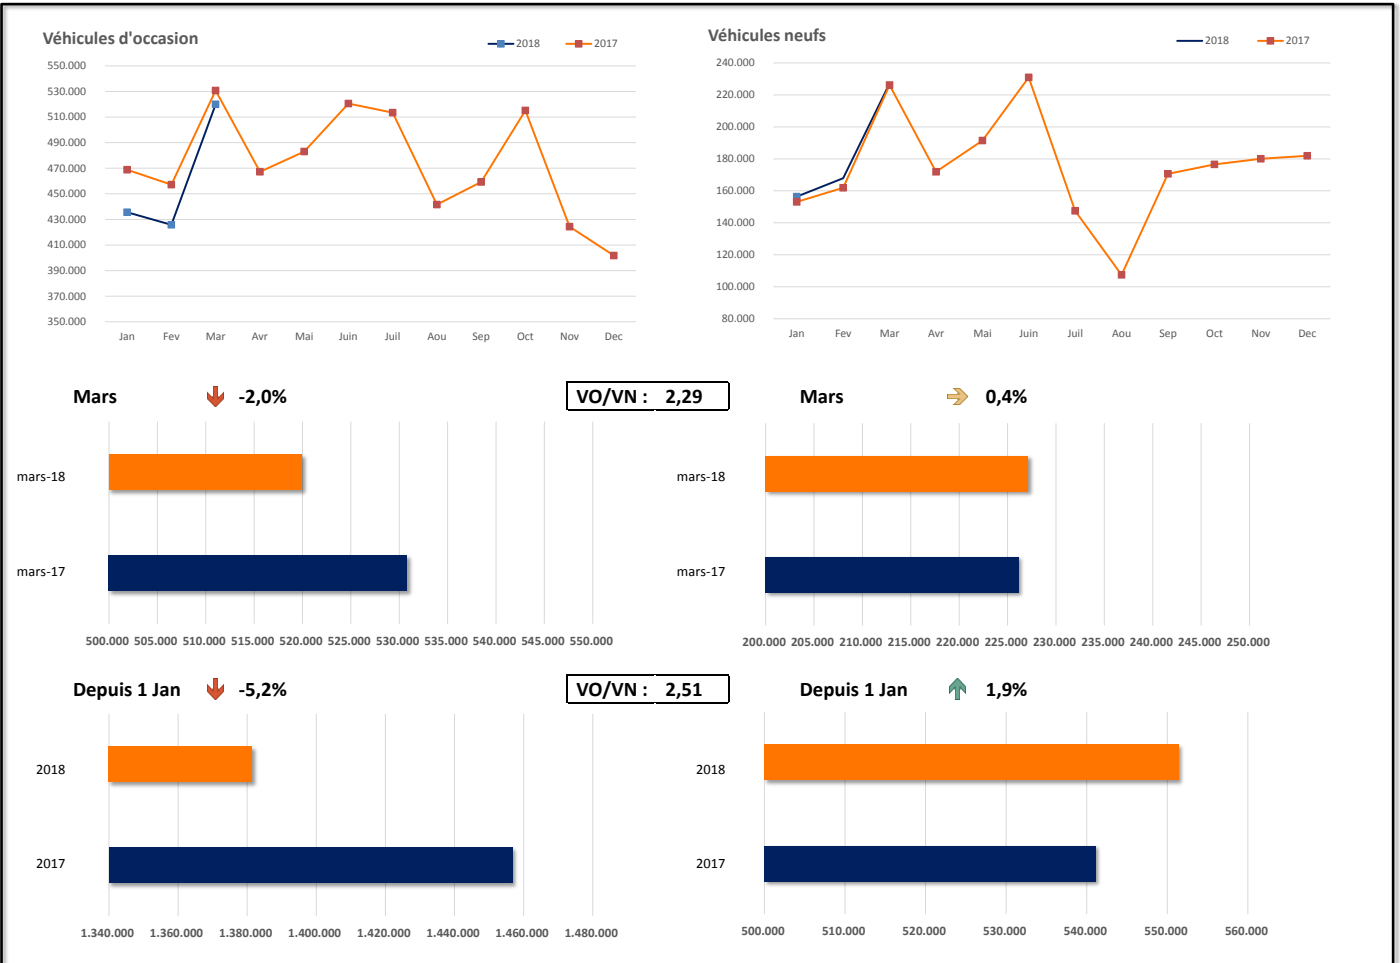 Véhicules d'occasion
2018
2017
550.000
530.000
510.000
490.000
470.000
450.000
430.000
410.000
390.000
370.000
350.000
Jan Fev Mar Avr Mai Juin Juil Aou Sep Oct Nov Dec
Véhicules neufs
2018
2017
240.000
220.000
200.000
180.000
160.000
140.000
120.000
100.000
80.000
Jan Fev Mar Avr Mai Juin Juil Aou Sep Oct Nov Dec
Mars -2,0%
VO/VN : 2,29
Mars 0,4%
mars-18
mars-17
500.000 505.000 510.000 515.000 520.000 525.000 530.000 535.000 540.000 545.000 550.000
mars-18
mars-17
200.000 205.000 210.000 215.000 220.000 225.000 230.000 235.000 240.000 245.000 250.000
Depuis 1 Jan -5,2%
VO/VN : 2,51
Depuis 1 Jan 1,9%
2018
2017
1.340.000 1.360.000 1.380.000 1.400.000 1.420.000 1.440.000 1.460.000 1.480.000
2018
2017
500.000 510.000 520.000 530.000 540.000 550.000 560.000